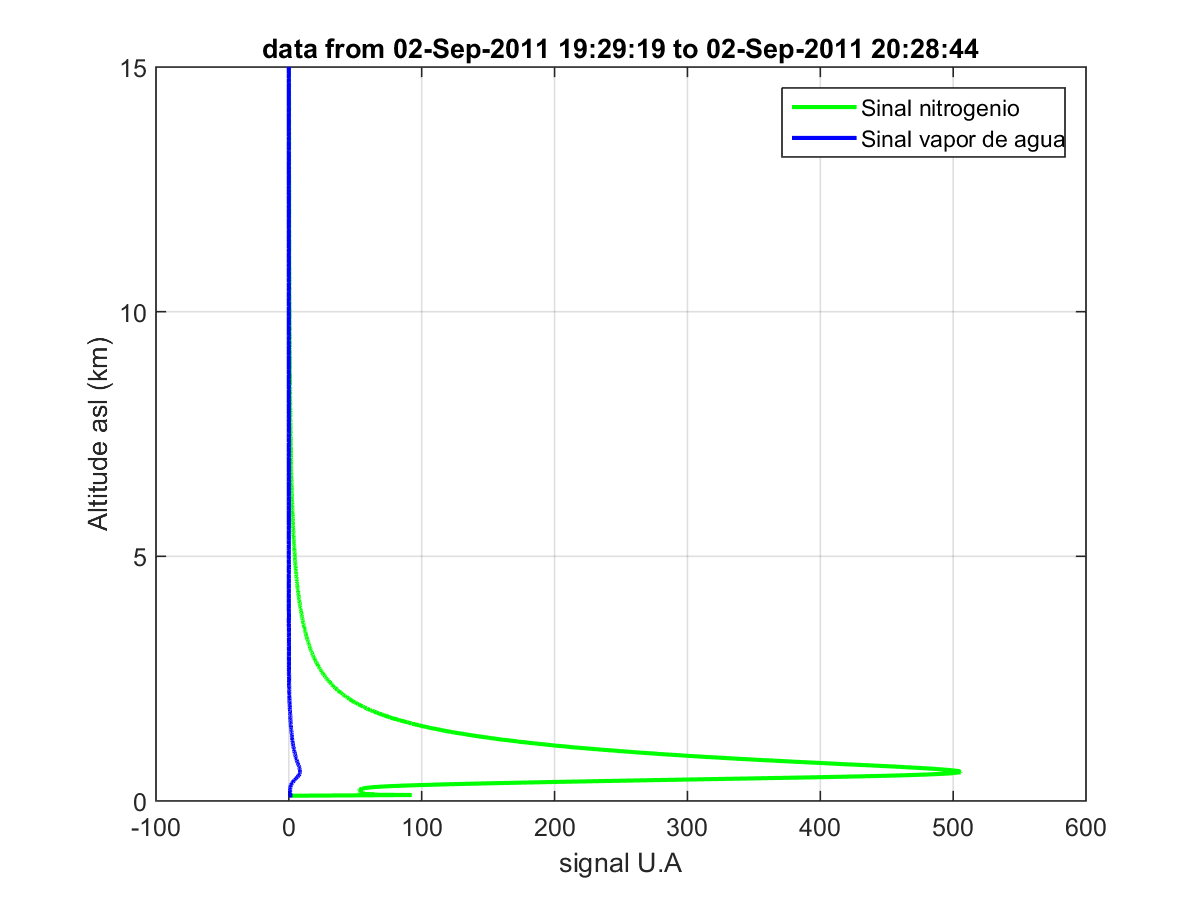 data from 02-Sep-2011 19:29:19 to 02-Sep-2011 20:28:44
Sinal nitrogenio
Sinal vapor de agua
15
10
5
0
Altitude asl (km)
-100 0 100 200 300 400 500 600
signal U.A